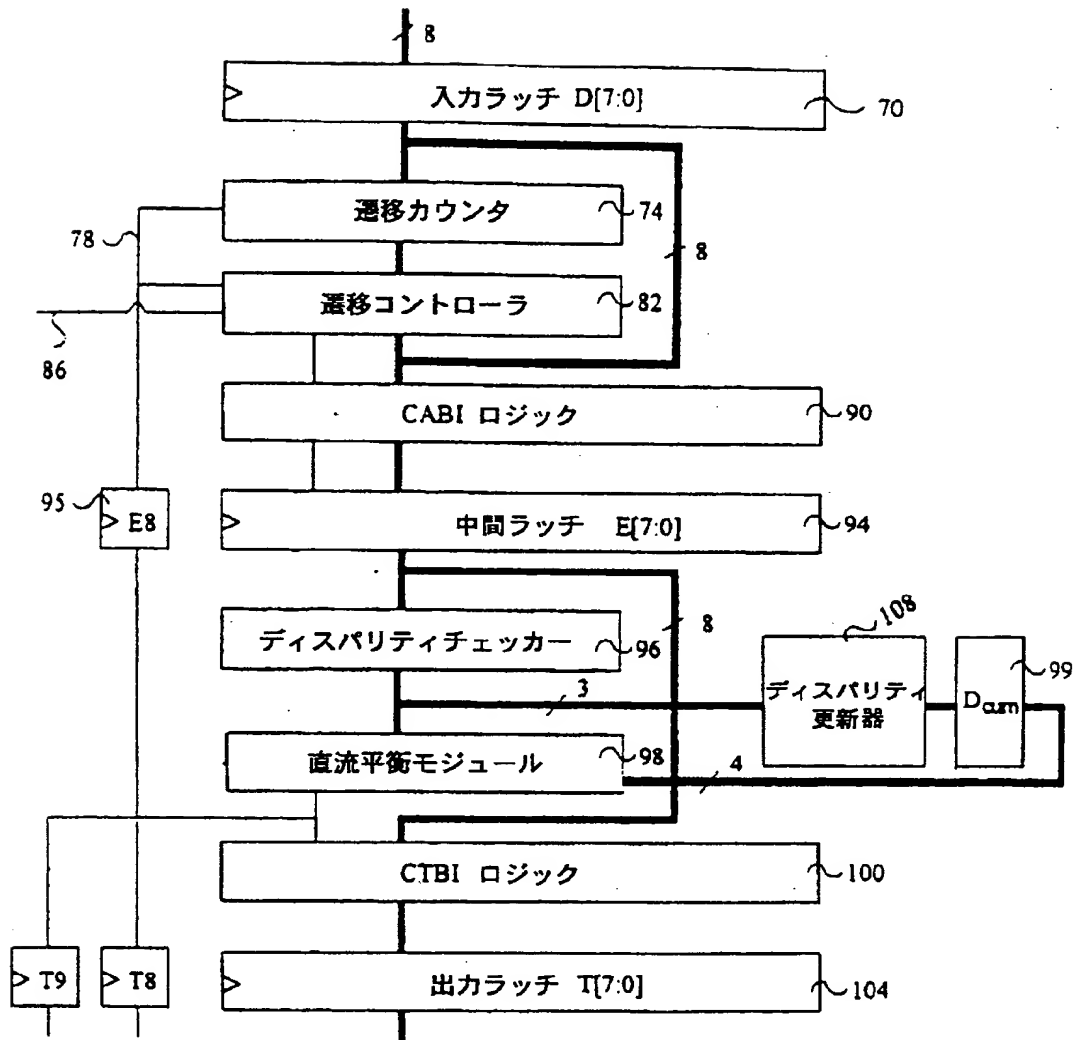 8
入力ラッチ D[7:0]
70
遷移カウンタ
74
78
8
遷移コントローラ
82
86
CABI ロジック
90
95
E8
中間ラッチ E[7:0]
94
8
ディスパリティチェッカー
96
108
99
3
ディスパリティ
更新器
Dcum
直流平衡モジュール
98
4
CTBI ロジック
100
T9
T8
出力ラッチ T[7:0]
104